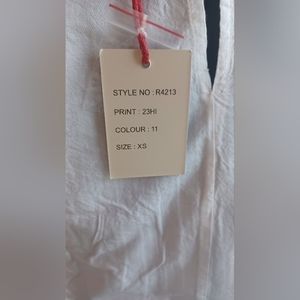 STYLE NO : R4213
PRINT : 23HI
COLOUR : 11
SIZE : XS